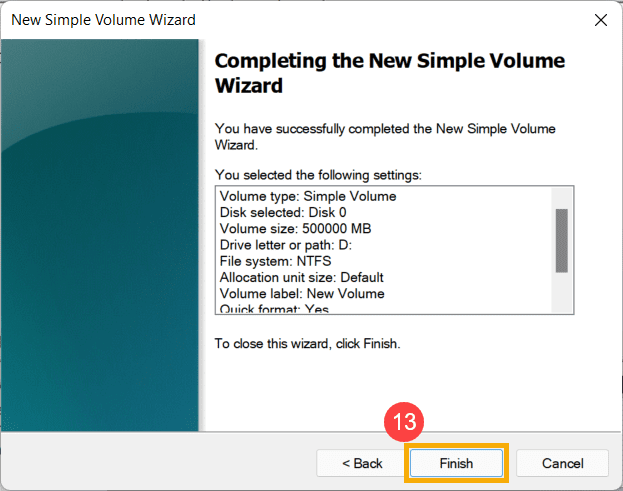 New Simple Volume Wizard
Completing the New Simple Volume
Wizard
You have successfully completed the New Simple Volume
Wizard.
You selected the following settings:
Volume type: Simple Volume
Disk selected: Disk 0
Volume size: 500000 MB
Drive letter or path: D:
File system: NTFS
Allocation unit size: Default
Volume label: New Volume
Quick format: Yes
To close this wizard, click Finish.
13
< Back
Finish
Cancel